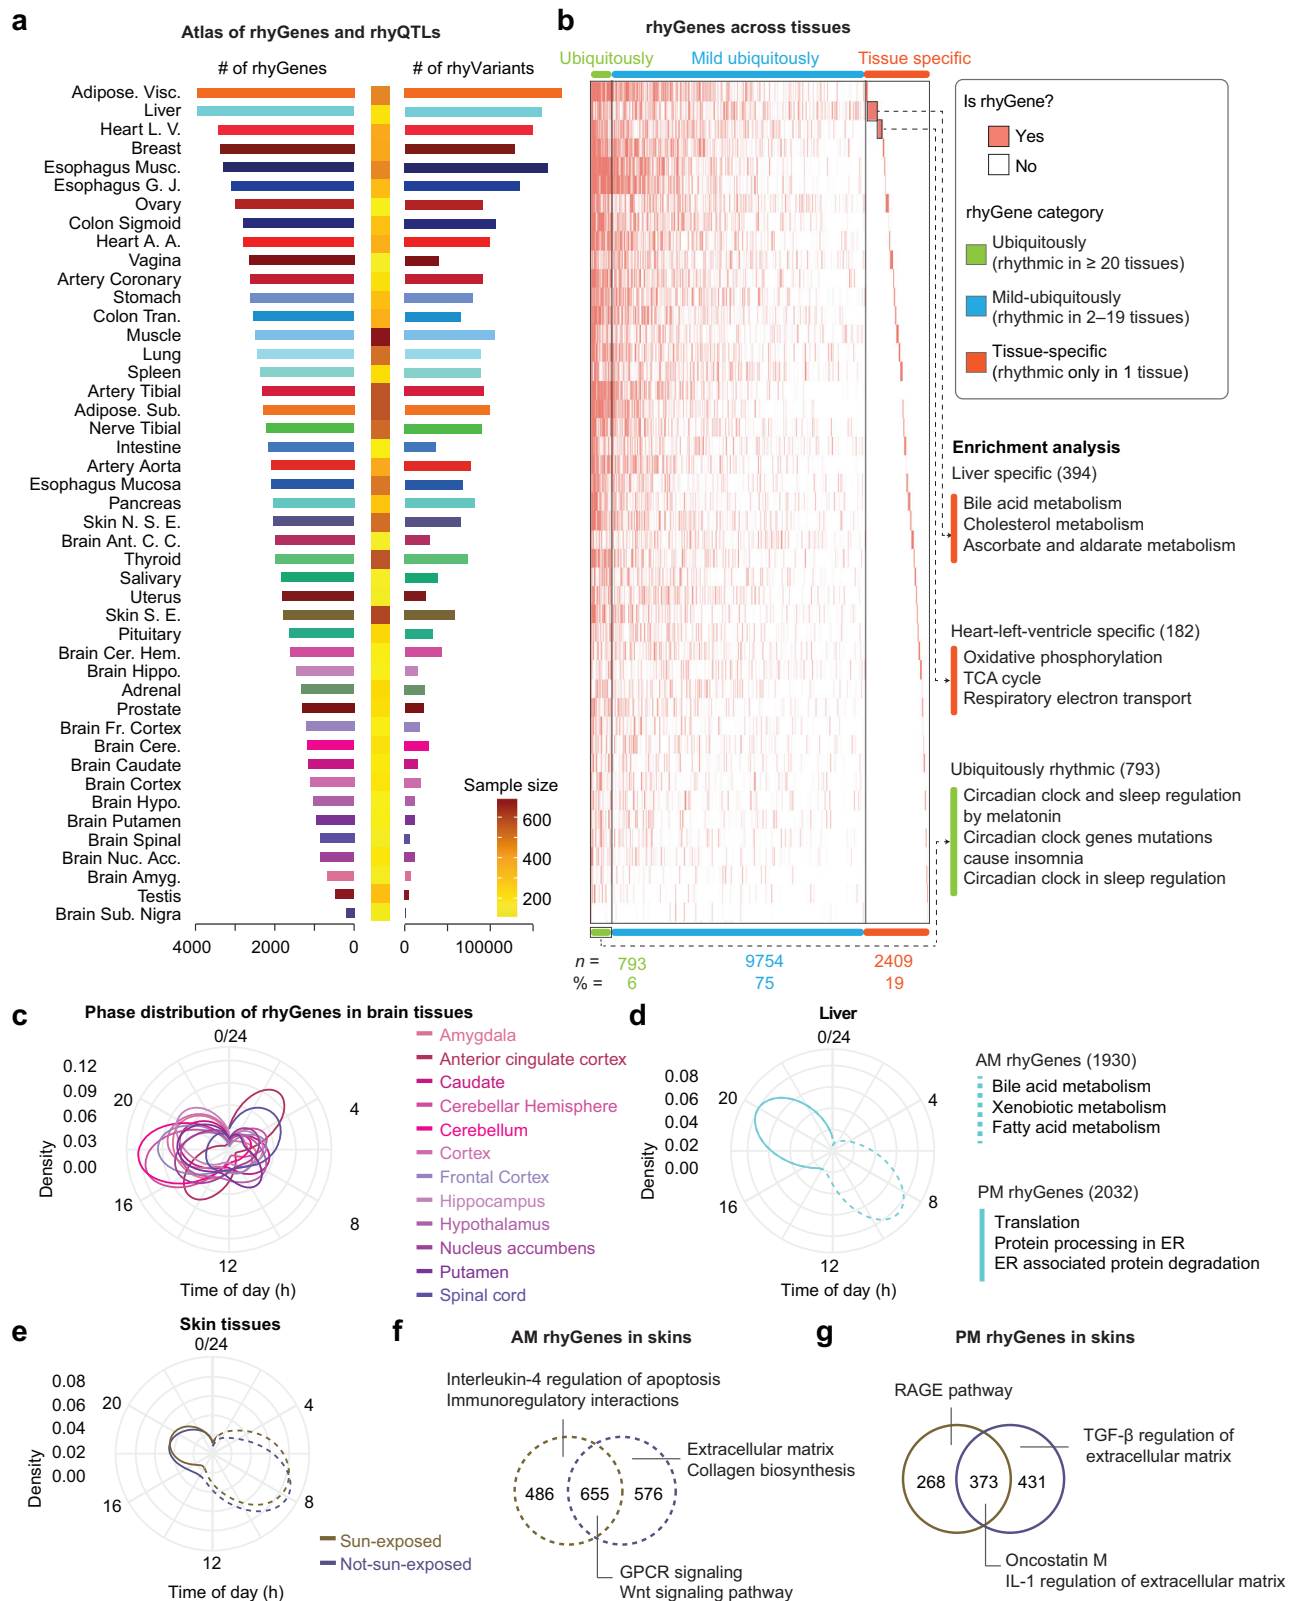 a
Atlas of rhyGenes and rhyQTLs
# of rhyGenes
# of rhyVariants
Adipose. Visc.
Liver
Heart L. V.
Breast
Esophagus Musc.
Esophagus G. J.
Ovary
Colon Sigmoid
Heart A. A.
Vagina
Artery Coronary
Stomach
Colon Tran.
Muscle
Lung
Spleen
Artery Tibial
Adipose. Sub.
Nerve Tibial
Intestine
Artery Aorta
Esophagus Mucosa
Pancreas
Skin N. S. E.
Brain Ant. C. C.
Thyroid
Salivary
Uterus
Skin S. E.
Pituitary
Brain Cer. Hem.
Brain Hippo.
Adrenal
Prostate
Brain Fr. Cortex
Brain Cere.
Brain Caudate
Brain Cortex
Brain Hypo.
Brain Putamen
Brain Spinal
Brain Nuc. Acc.
Brain Amyg.
Testis
Brain Sub. Nigra
4000
2000
0
0
100000
Sample size
600
400
200
b
rhyGenes across tissues
Ubiquitously
Mild ubiquitously
Tissue specific
Is rhyGene?
Yes
No
rhyGene category
Ubiquitously
(rhythmic in ≥ 20 tissues)
Mild-ubiquitously
(rhythmic in 2–19 tissues)
Tissue-specific
(rhythmic only in 1 tissue)
Enrichment analysis
Liver specific (394)
Bile acid metabolism
Cholesterol metabolism
Ascorbate and aldarate metabolism
Heart-left-ventricle specific (182)
Oxidative phosphorylation
TCA cycle
Respiratory electron transport
Ubiquitously rhythmic (793)
Circadian clock and sleep regulation
by melatonin
Circadian clock genes mutations
cause insomnia
Circadian clock in sleep regulation
n =
793
9754
2409
% =
6
75
19
c
Phase distribution of rhyGenes in brain tissues
0/24
0.12
0.09
0.06
0.03
0.00
Density
20
4
16
8
12
Time of day (h)
Amygdala
Anterior cingulate cortex
Caudate
Cerebellar Hemisphere
Cerebellum
Cortex
Frontal Cortex
Hippocampus
Hypothalamus
Nucleus accumbens
Putamen
Spinal cord
d
Liver
0/24
0.08
0.06
0.04
0.02
0.00
Density
20
4
16
8
12
Time of day (h)
AM rhyGenes (1930)
Bile acid metabolism
Xenobiotic metabolism
Fatty acid metabolism
PM rhyGenes (2032)
Translation
Protein processing in ER
ER associated protein degradation
e
Skin tissues
0/24
0.08
0.06
0.04
0.02
0.00
Density
20
4
16
8
12
Time of day (h)
Sun-exposed
Not-sun-exposed
f
AM rhyGenes in skins
Interleukin-4 regulation of apoptosis
Immunoregulatory interactions
Extracellular matrix
Collagen biosynthesis
486
655
576
GPCR signaling
Wnt signaling pathway
g
PM rhyGenes in skins
RAGE pathway
TGF-β regulation of
extracellular matrix
268
373
431
Oncostatin M
IL-1 regulation of extracellular matrix